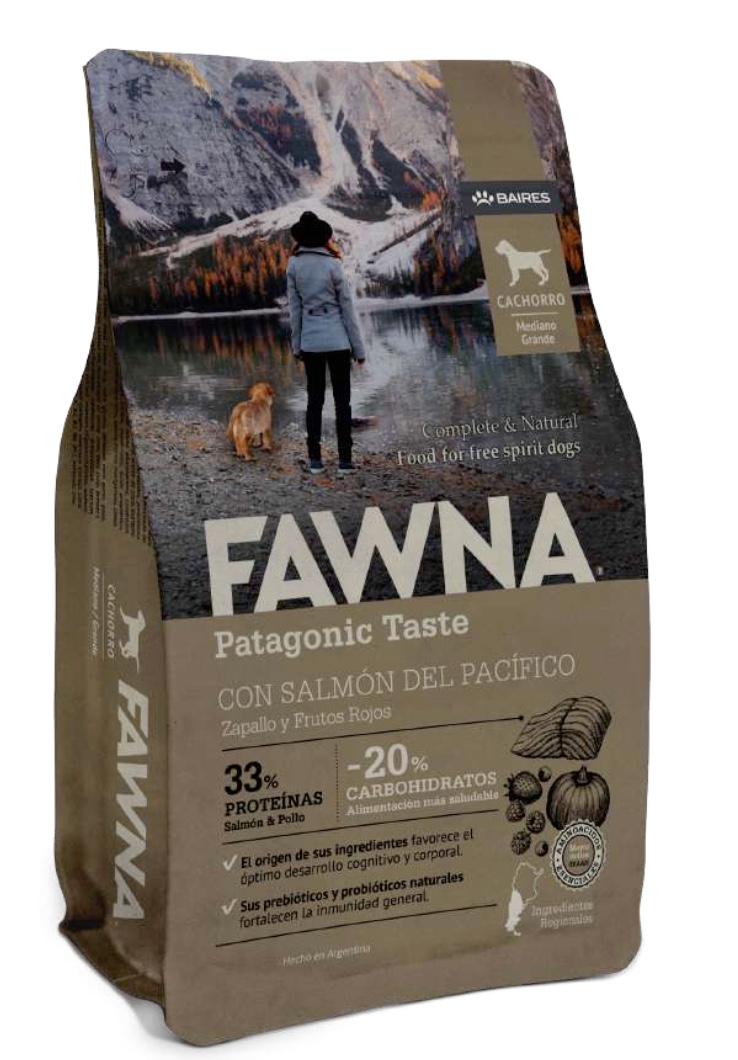 BAIRES
CACHORRO
Mediano
Grande
Complete & Natural
Food for free spirit dogs
FAWNA
Patagonic Taste
CON SALMÓN DEL PACÍFICO
Zapallo y Frutos Rojos
33%
PROTEÍNAS
Salmón & Pollo
-20%
CARBOHIDRATOS
Alimentación más saludable
✓ El origen de sus ingredientes favorece el
óptimo desarrollo cognitivo y corporal.
✓ Sus prebióticos y probióticos naturales
fortalecen la inmunidad general.
AMINOÁCIDOS
ESENCIALES
Ingredientes
Regionales
Hecho en Argentina
CACHORRO
Mediano / Grande
FAWNA